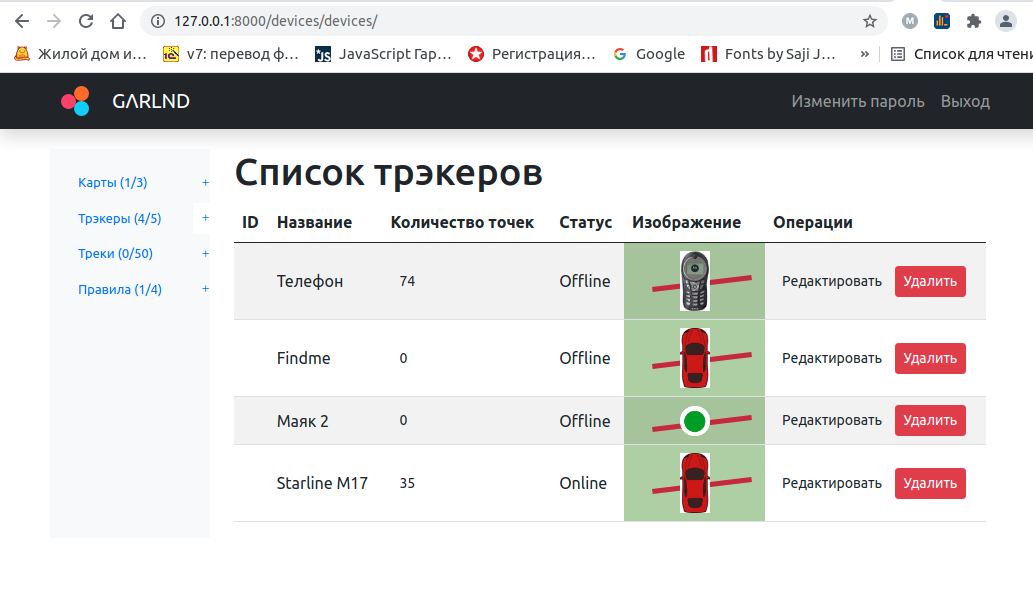 127.0.0.1:8000/devices/devices/
M
Жилой дом и… v7: перевод ф… JavaScript Гар… Регистрация… Google Fonts by Saji J… » Список для чтени
GΛRLND Изменить пароль Выход
Список трэкеров
Карты (1/3) +
Трэкеры (4/5) +
Треки (0/50) +
Правила (1/4) +
ID Название Количество точек Статус Изображение Операции
Телефон 74 Offline Редактировать Удалить
Findme 0 Offline Редактировать Удалить
Маяк 2 0 Offline Редактировать Удалить
Starline M17 35 Online Редактировать Удалить